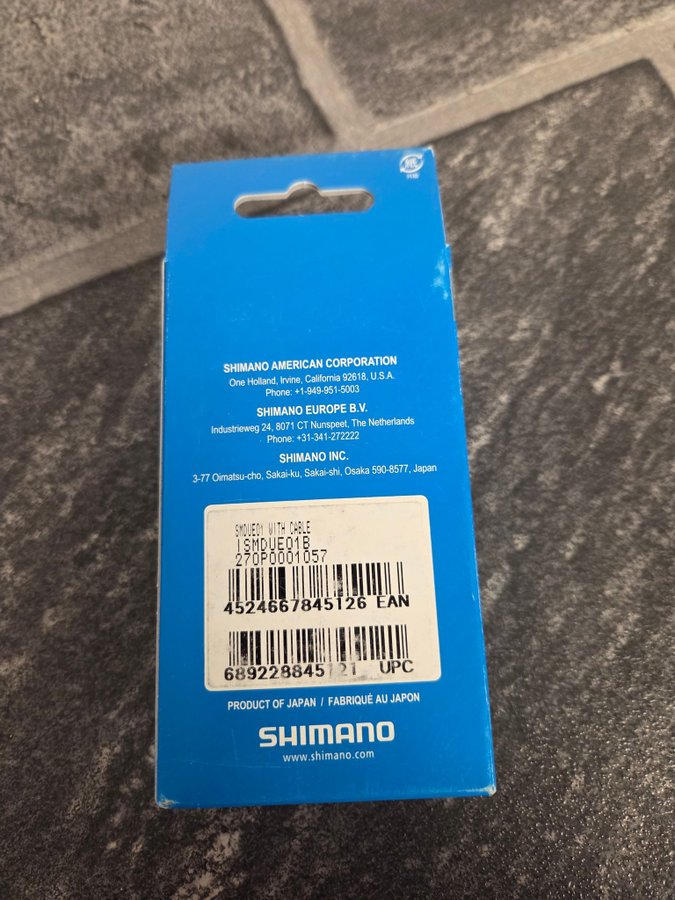 SHIMANO AMERICAN CORPORATION
One Holland, Irvine, California 92618, U.S.A.
Phone: +1-949-951-5003
SHIMANO EUROPE B.V.
Industrieweg 24, 8071 CT Nunspeet, The Netherlands
Phone: +31-341-272222
SHIMANO INC.
3-77 Oimatsu-cho, Sakai-ku, Sakai-shi, Osaka 590-8577, Japan
SMDUE01 WITH CABLE
ISMDUE01B
270P0001057
4524667845126 EAN
689228845121 UPC
PRODUCT OF JAPAN / FABRIQUÉ AU JAPON
SHIMANO
www.shimano.com